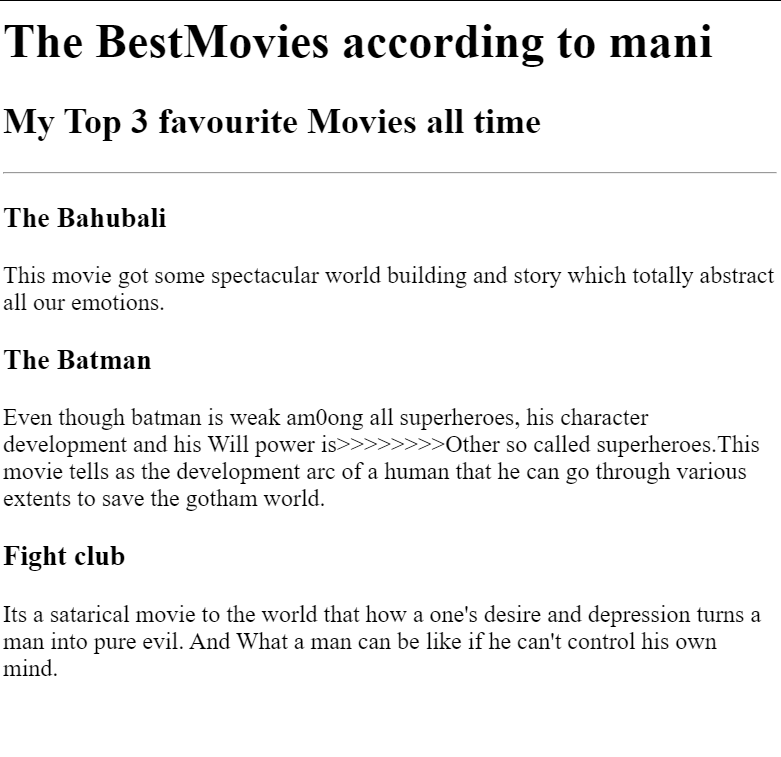 The BestMovies according to mani
My Top 3 favourite Movies all time
The Bahubali
This movie got some spectacular world building and story which totally abstract
all our emotions.
The Batman
Even though batman is weak am0ong all superheroes, his character
development and his Will power is>>>>>>>>Other so called superheroes.This
movie tells as the development arc of a human that he can go through various
extents to save the gotham world.
Fight club
Its a satarical movie to the world that how a one's desire and depression turns a
man into pure evil. And What a man can be like if he can't control his own
mind.